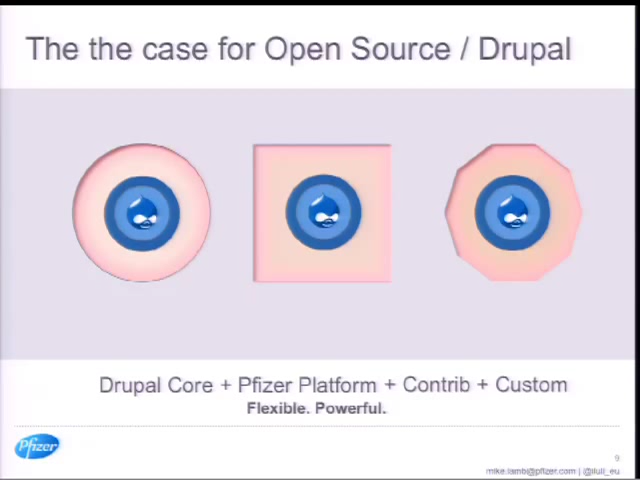 The the case for Open Source / Drupal
Drupal Core + Pfizer Platform + Contrib + Custom
Flexible. Powerful.
Pfizer
9
mike.lamb@pfizer.com |